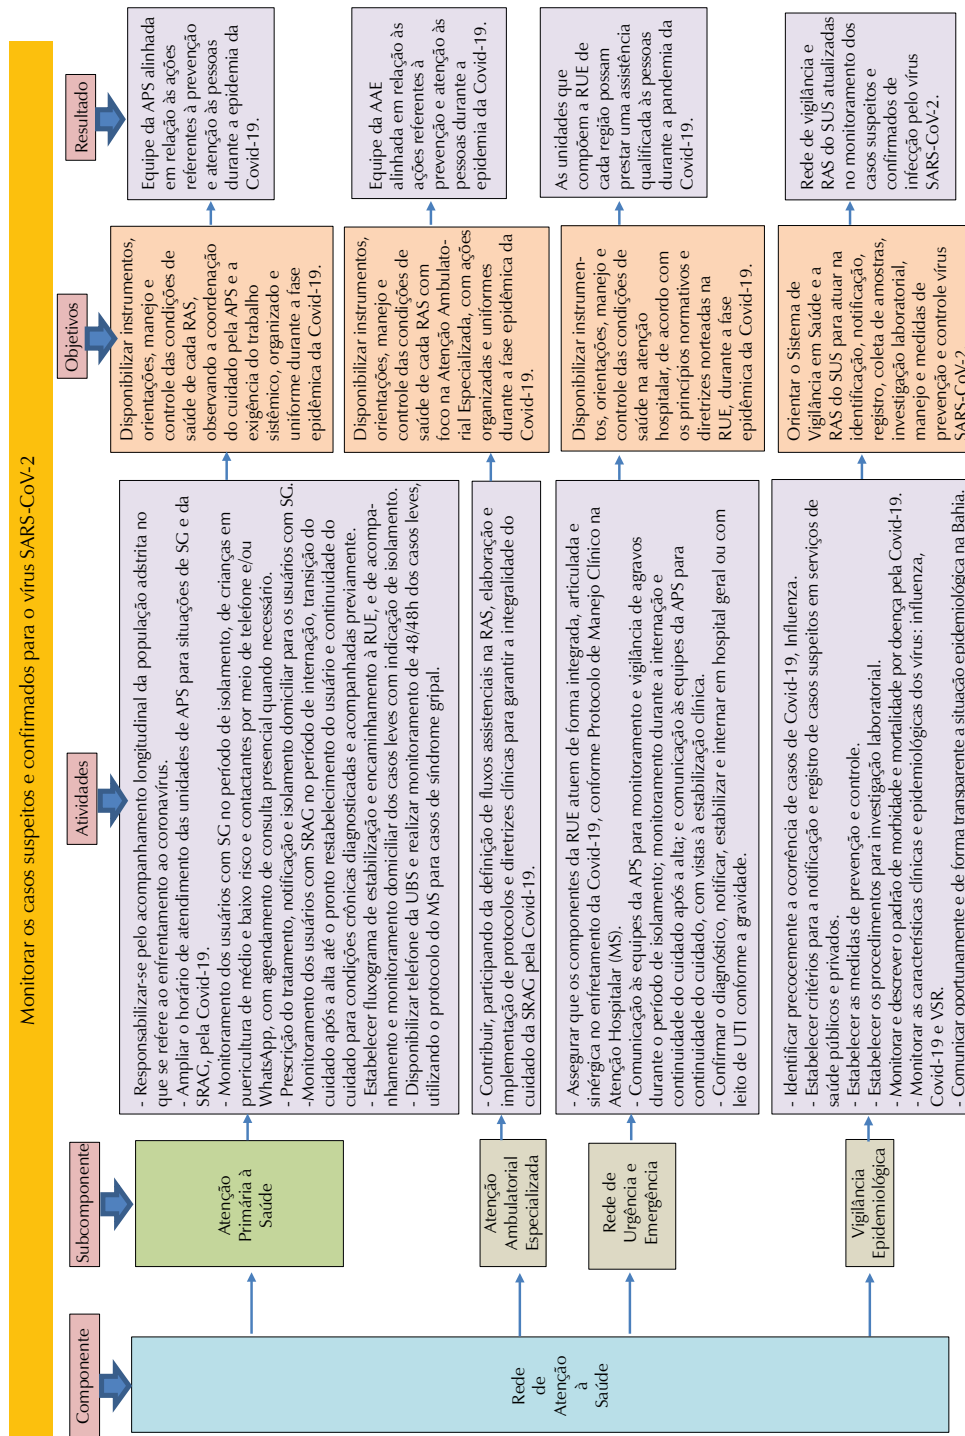 Monitorar os casos suspeitos e confirmados para o vírus SARS-CoV-2
Componente
Subcomponente
Atividades
Objetivos
Resultado
Rede
de
Atenção
à
Saúde
Atenção
Primária à
Saúde
- Responsabilizar-se pelo acompanhamento longitudinal da população adstrita no
que se refere ao enfrentamento ao coronavírus.
- Ampliar o horário de atendimento das unidades de APS para situações de SG e da
SRAG, pela Covid-19.
- Monitoramento dos usuários com SG no período de isolamento, de crianças em
puericultura de médio e baixo risco e contactantes por meio de telefone e/ou
WhatsApp, com agendamento de consulta presencial quando necessário.
- Prescrição do tratamento, notificação e isolamento domiciliar para os usuários com SG.
-Monitoramento dos usuários com SRAG no período de internação, transição do
cuidado após a alta até o pronto restabelecimento do usuário e continuidade do
cuidado para condições crônicas diagnosticadas e acompanhadas previamente.
- Estabelecer fluxograma de estabilização e encaminhamento à RUE, e de acompa-
nhamento e monitoramento domiciliar dos casos leves com indicação de isolamento.
- Disponibilizar telefone da UBS e realizar monitoramento de 48/48h dos casos leves,
utilizando o protocolo do MS para casos de síndrome gripal.
Disponibilizar instrumentos,
orientações, manejo e
controle das condições de
saúde de cada RAS,
observando a coordenação
do cuidado pela APS e a
exigência do trabalho
sistêmico, organizado e
uniforme durante a fase
epidêmica da Covid-19.
Equipe da APS alinhada
em relação às ações
referentes à prevenção
e atenção às pessoas
durante a epidemia da
Covid-19.
Atenção
Ambulatorial
Especializada
- Contribuir, participando da definição de fluxos assistenciais na RAS, elaboração e
implementação de protocolos e diretrizes clínicas para garantir a integralidade do
cuidado da SRAG pela Covid-19.
Disponibilizar instrumentos,
orientações, manejo e
controle das condições de
saúde de cada RAS com
foco na Atenção Ambulato-
rial Especializada, com ações
organizadas e uniformes
durante a fase epidêmica da
Covid-19.
Equipe da AAE
alinhada em relação às
ações referentes à
prevenção e atenção às
pessoas durante a
epidemia da Covid-19.
Rede de
Urgência e
Emergência
- Assegurar que os componentes da RUE atuem de forma integrada, articulada e
sinérgica no enfretamento da Covid-19, conforme Protocolo de Manejo Clínico na
Atenção Hospitalar (MS).
- Comunicação às equipes da APS para monitoramento e vigilância de agravos
durante o período de isolamento; monitoramento durante a internação e
continuidade do cuidado após a alta; e comunicação às equipes da APS para
continuidade do cuidado, com vistas à estabilização clínica.
- Confirmar o diagnóstico, notificar, estabilizar e internar em hospital geral ou com
leito de UTI conforme a gravidade.
Disponibilizar instrumen-
tos, orientações, manejo e
controle das condições de
saúde na atenção
hospitalar, de acordo com
os princípios normativos e
diretrizes norteadas na
RUE, durante a fase
epidêmica da Covid-19.
As unidades que
compõem a RUE de
cada região possam
prestar uma assistência
qualificada às pessoas
durante a pandemia da
Covid-19.
Vigilância
Epidemiológica
- Identificar precocemente a ocorrência de casos de Covid-19, Influenza.
- Estabelecer critérios para a notificação e registro de casos suspeitos em serviços de
saúde públicos e privados.
- Estabelecer as medidas de prevenção e controle.
- Estabelecer os procedimentos para investigação laboratorial.
- Monitorar e descrever o padrão de morbidade e mortalidade por doença pela Covid-19.
- Monitorar as características clínicas e epidemiológicas dos vírus: influenza,
Covid-19 e VSR.
- Comunicar oportunamente e de forma transparente a situação epidemiológica na Bahia.
Orientar o Sistema de
Vigilância em Saúde e a
RAS do SUS para atuar na
identificação, notificação,
registro, coleta de amostras,
investigação laboratorial,
manejo e medidas de
prevenção e controle vírus
SARS-CoV-2
Rede de vigilância e
RAS do SUS atualizadas
no monitoramento dos
casos suspeitos e
confirmados de
infecção pelo vírus
SARS-CoV-2.